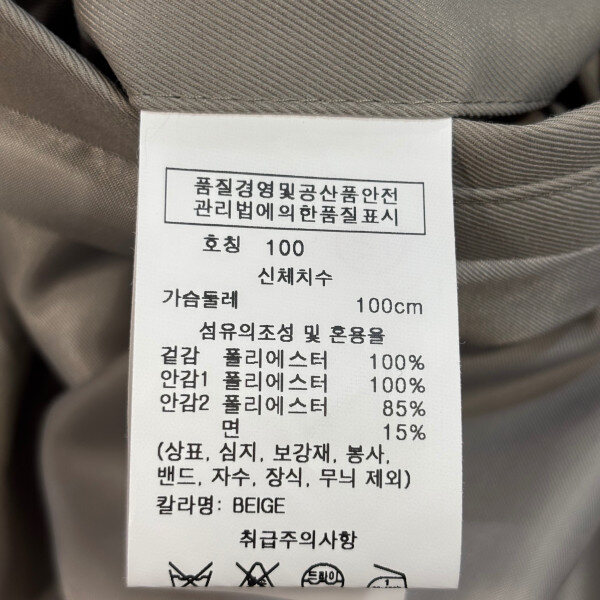 품질경영및공산품안전
관리법에의한품질표시
호칭 100
신체치수
가슴둘레 100cm
섬유의조성 및 혼용율
겉감 폴리에스터 100%
안감1 폴리에스터 100%
안감2 폴리에스터 85%
면 15%
(상표, 심지, 보강재, 봉사,
밴드, 자수, 장식, 무늬 제외)
칼라명: BEIGE
취급주의사항
드라이